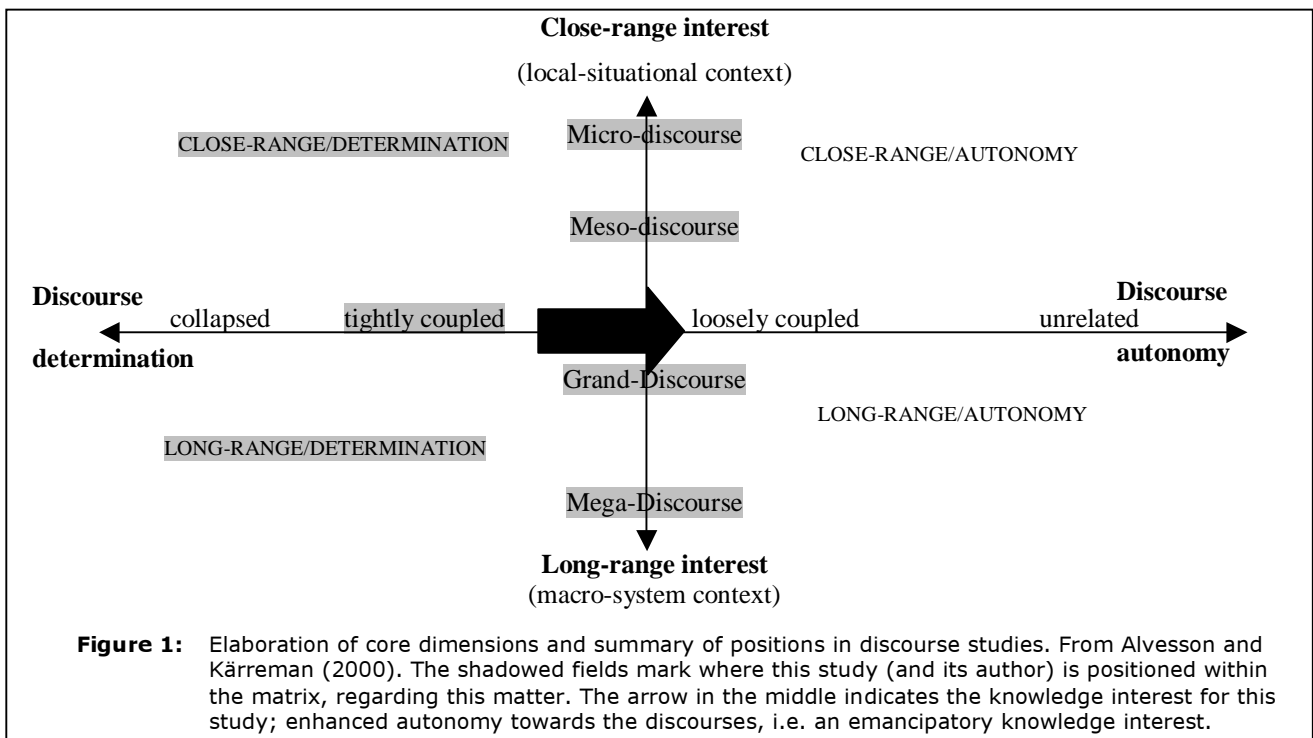 Close-range interest
(local-situational context)
Micro-discourse
CLOSE-RANGE/DETERMINATION
CLOSE-RANGE/AUTONOMY
Meso-discourse
Discourse
Discourse
collapsed
tightly coupled
loosely coupled
unrelated
determination
autonomy
Grand-Discourse
LONG-RANGE/AUTONOMY
LONG-RANGE/DETERMINATION
Mega-Discourse
Long-range interest
(macro-system context)
Figure 1: Elaboration of core dimensions and summary of positions in discourse studies. From Alvesson and
Kärreman (2000). The shadowed fields mark where this study (and its author) is positioned within
the matrix, regarding this matter. The arrow in the middle indicates the knowledge interest for this
study; enhanced autonomy towards the discourses, i.e. an emancipatory knowledge interest.